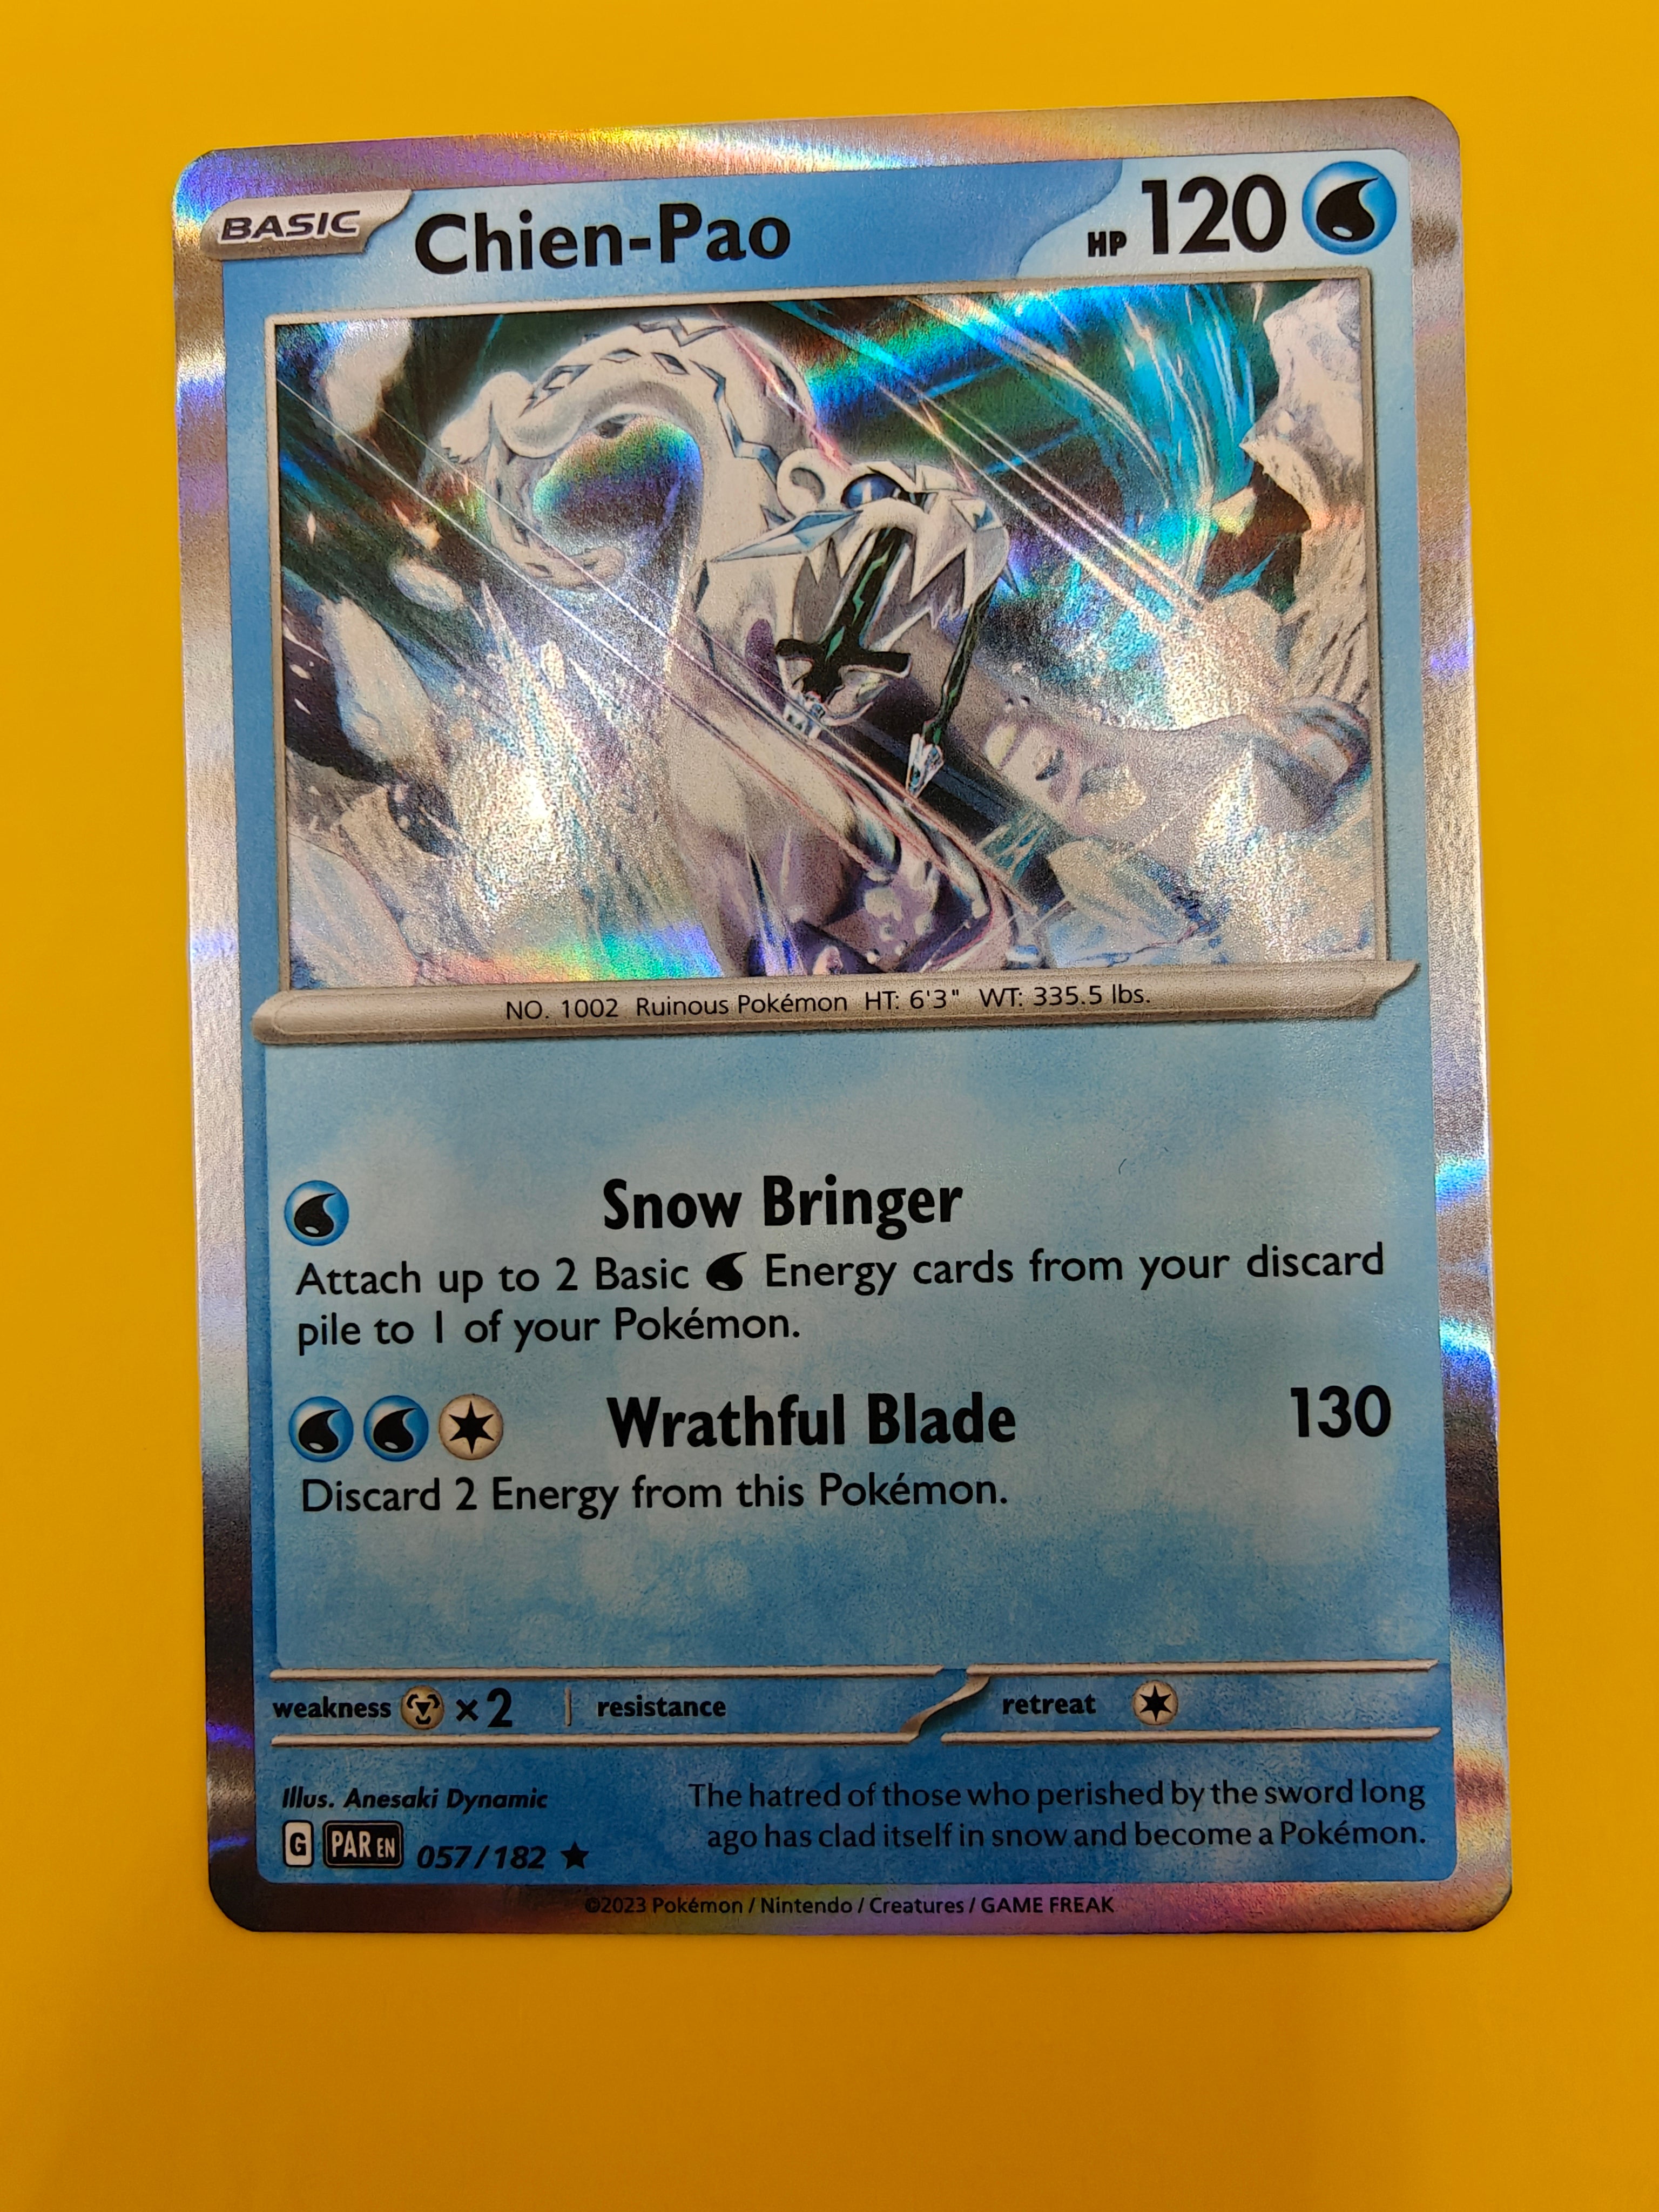 BASIC Chien-Pao HP 120
NO. 1002 Ruinous Pokémon HT: 6'3" WT: 335.5 lbs.
Snow Bringer
Attach up to 2 Basic Energy cards from your discard
pile to 1 of your Pokémon.
Wrathful Blade 130
Discard 2 Energy from this Pokémon.
weakness ×2 resistance retreat
Illus. Anesaki Dynamic
The hatred of those who perished by the sword long
ago has clad itself in snow and become a Pokémon.
G PAR EN 057/182
©2023 Pokémon / Nintendo / Creatures / GAME FREAK